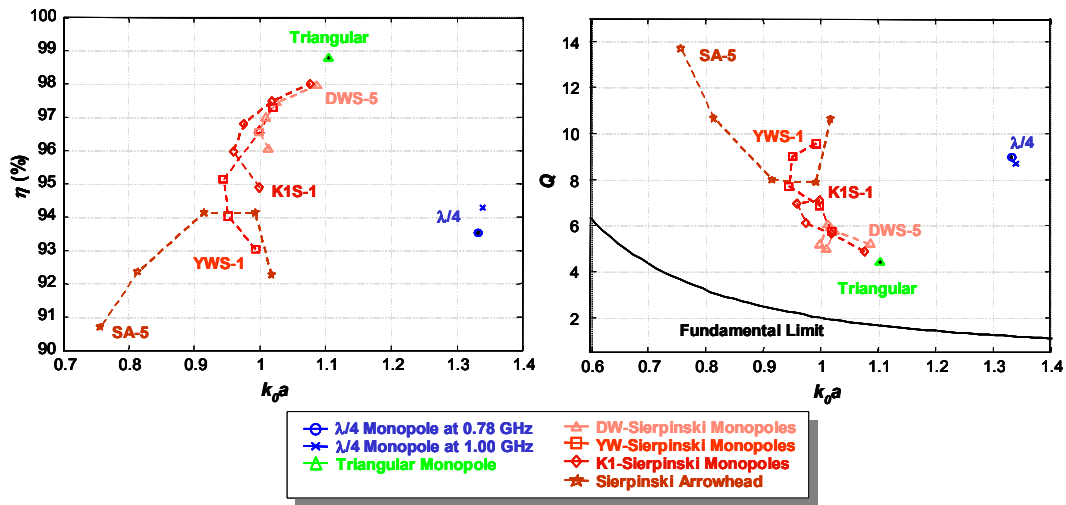 100
99
98
97
96
95
94
93
92
91
90
η (%)
0.7
0.8
0.9
1
1.1
1.2
1.3
1.4
k₀a
Triangular
DWS-5
K1S-1
λ/4
YWS-1
SA-5
14
12
10
8
6
4
2
Q
0.6
0.7
0.8
0.9
1
1.1
1.2
1.3
1.4
k₀a
SA-5
YWS-1
λ/4
K1S-1
DWS-5
Triangular
Fundamental Limit
λ/4 Monopole at 0.78 GHz
λ/4 Monopole at 1.00 GHz
Triangular Monopole
DW-Sierpinski Monopoles
YW-Sierpinski Monopoles
K1-Sierpinski Monopoles
Sierpinski Arrowhead